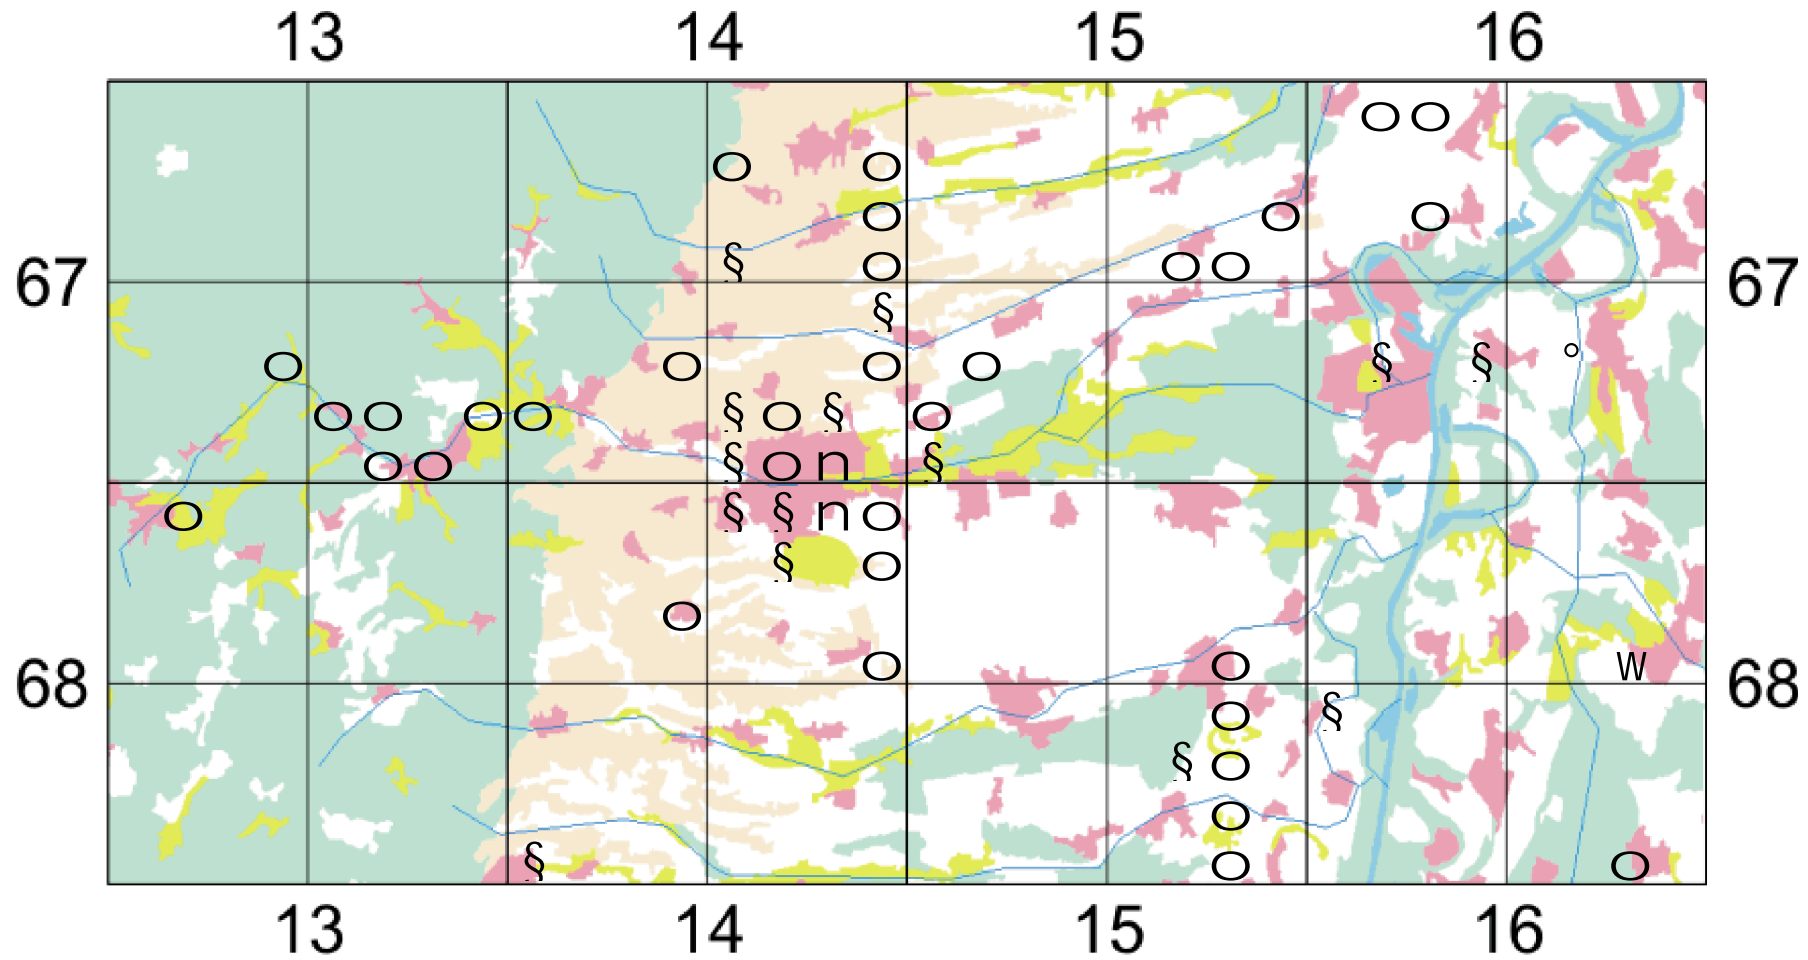 13 14 15 16
O O
O O
O O O
§ O O O
67 67
§
O O O O § § °
O O O O § O § O
O O § O n §
O § § n O
§ O
O
O O W
68 68
O §
§ O
O
§ O O
13 14 15 16